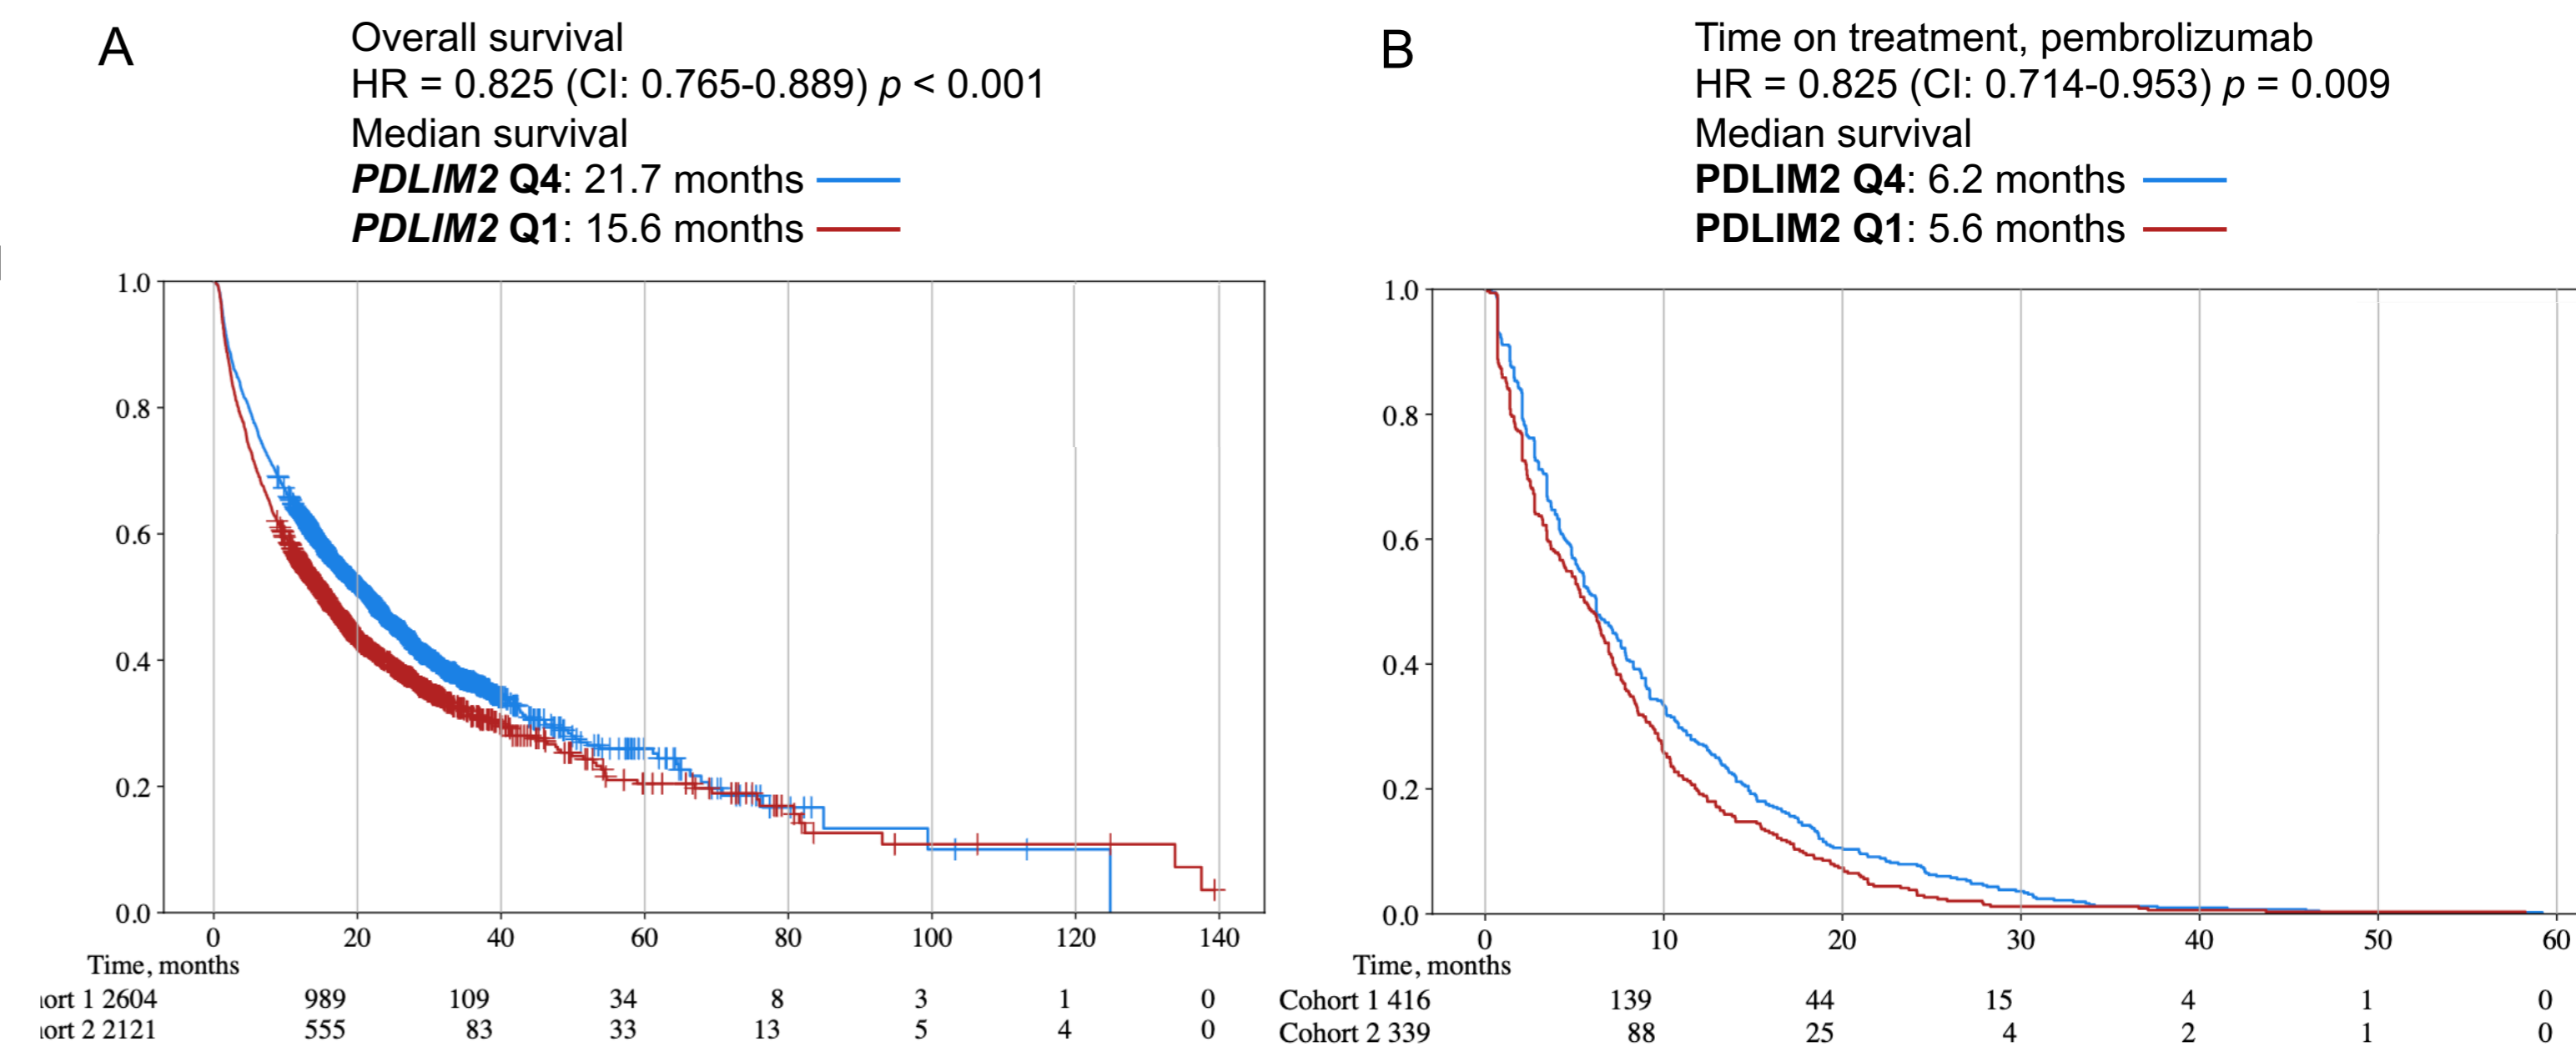 A
Overall survival
HR = 0.825 (CI: 0.765-0.889) p < 0.001
Median survival
PDLIM2 Q4: 21.7 months
PDLIM2 Q1: 15.6 months
1.0
0.8
0.6
0.4
0.2
0.0
0 20 40 60 80 100 120 140
Time, months
ort 1 2604 989 109 34 8 3 1 0
ort 2 2121 555 83 33 13 5 4 0
B
Time on treatment, pembrolizumab
HR = 0.825 (CI: 0.714-0.953) p = 0.009
Median survival
PDLIM2 Q4: 6.2 months
PDLIM2 Q1: 5.6 months
1.0
0.8
0.6
0.4
0.2
0.0
0 10 20 30 40 50 60
Time, months
Cohort 1 416 139 44 15 4 1 0
Cohort 2 339 88 25 4 2 1 0